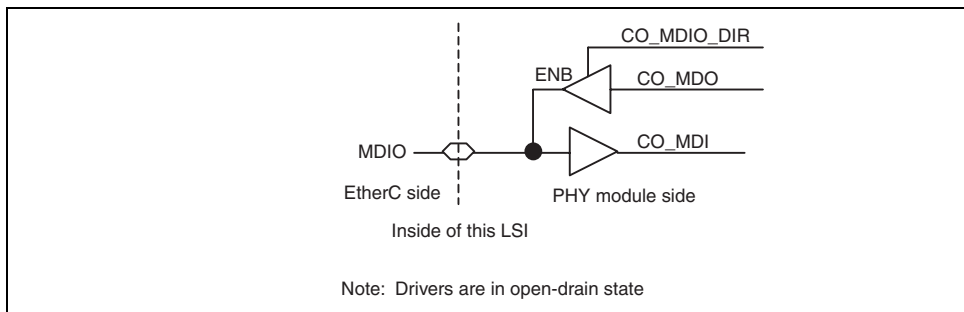 CO_MDIO_DIR
ENB
CO_MDO
MDIO
CO_MDI
EtherC side
PHY module side
Inside of this LSI
Note: Drivers are in open-drain state